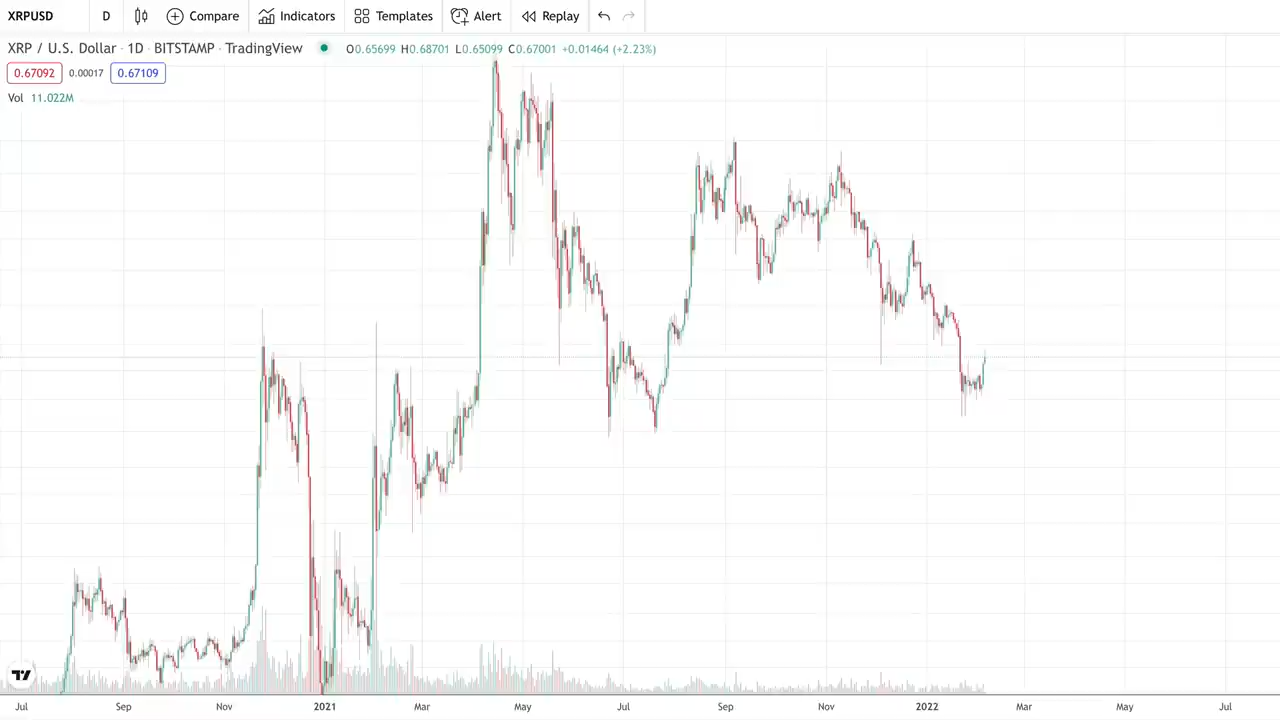 XRPUSD D Compare Indicators Templates Alert Replay
XRP / U.S. Dollar · 1D · BITSTAMP · TradingView O0.65699 H0.68701 L0.65099 C0.67001 +0.01464 (+2.23%)
0.67092 0.00017 0.67109
Vol 11.022M
Jul Sep Nov 2021 Mar May Jul Sep Nov 2022 Mar May Jul